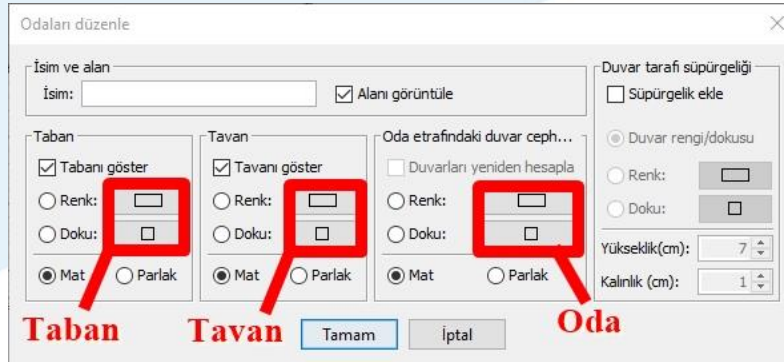 Odaları düzenle
İsim ve alan
İsim:
Alanı görüntüle
Taban
Tabanı göster
Renk:
Doku:
Mat
Parlak
Tavan
Tavanı göster
Renk:
Doku:
Mat
Parlak
Oda etrafındaki duvar ceph...
Duvarları yeniden hesapla
Renk:
Doku:
Mat
Parlak
Duvar tarafı süpürgeliği
Süpürgelik ekle
Duvar rengi/dokusu
Renk:
Doku:
Yükseklik(cm): 7
Kalınlık (cm): 1
Taban
Tavan
Oda
Tamam
İptal